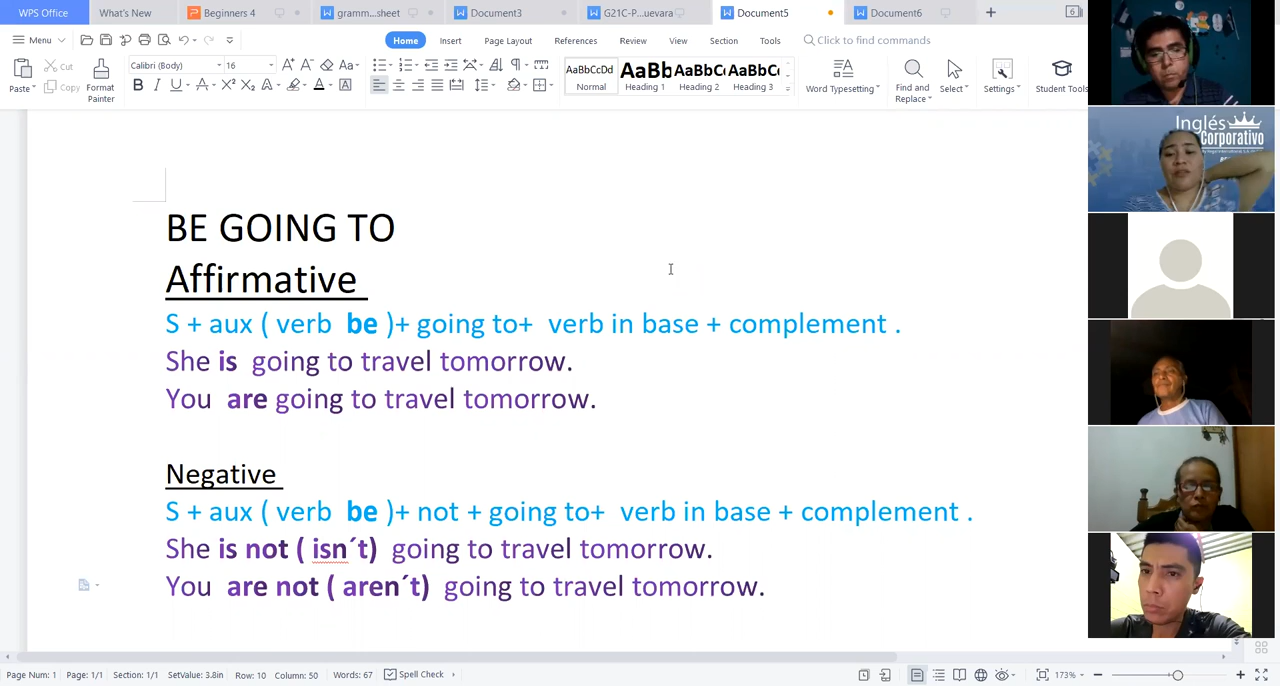 WPS Office What's New Beginners 4 gramm...sheet Document3 G21C-P...uevara Document5 Document6 + 6
Menu Home Insert Page Layout References Review View Section Tools Click to find commands
Calibri (Body) 16 AaBbCcDd AaBb AaBbC AaBbC
Paste Cut Copy Format Painter B I U Normal Heading 1 Heading 2 Heading 3 Word Typesetting Find and Replace Select Settings Student Tools
BE GOING TO
Affirmative
S + aux ( verb be )+ going to+ verb in base + complement .
She is going to travel tomorrow.
You are going to travel tomorrow.
Negative
S + aux ( verb be )+ not + going to+ verb in base + complement .
She is not ( isn´t) going to travel tomorrow.
You are not ( aren´t) going to travel tomorrow.
Page Num: 1 Page: 1/1 Section: 1/1 SetValue: 3.8in Row: 10 Column: 50 Words: 67 Spell Check 173%
Inglés
Corporativo